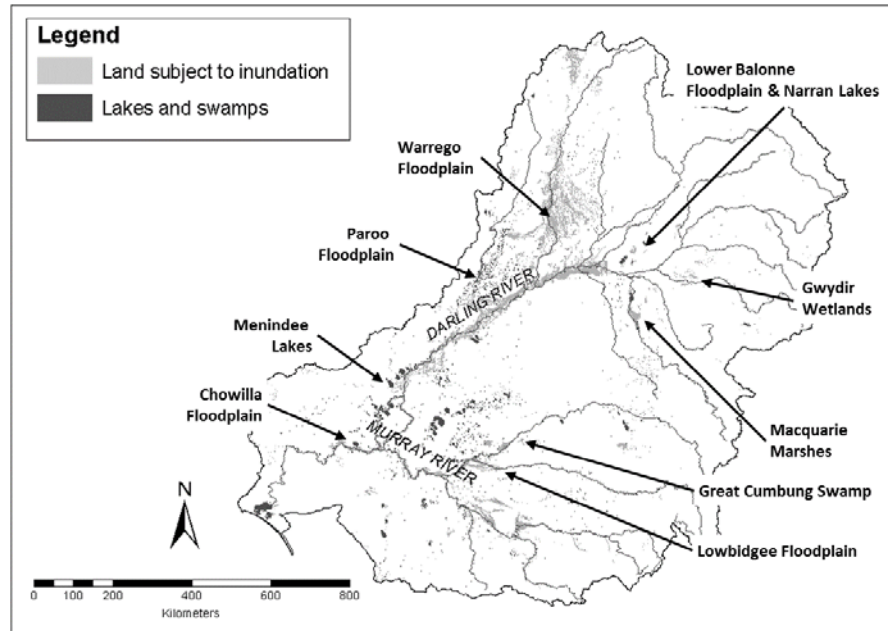 Legend
Land subject to inundation
Lakes and swamps
Lower Balonne
Floodplain & Narran Lakes
Warrego
Floodplain
Paroo
Floodplain
DARLING RIVER
Gwydir
Wetlands
Menindee
Lakes
Chowilla
Floodplain
MURRAY RIVER
Macquarie
Marshes
Great Cumbung Swamp
Lowbidgee Floodplain
N
0 100 200 400 600 800
Kilometers